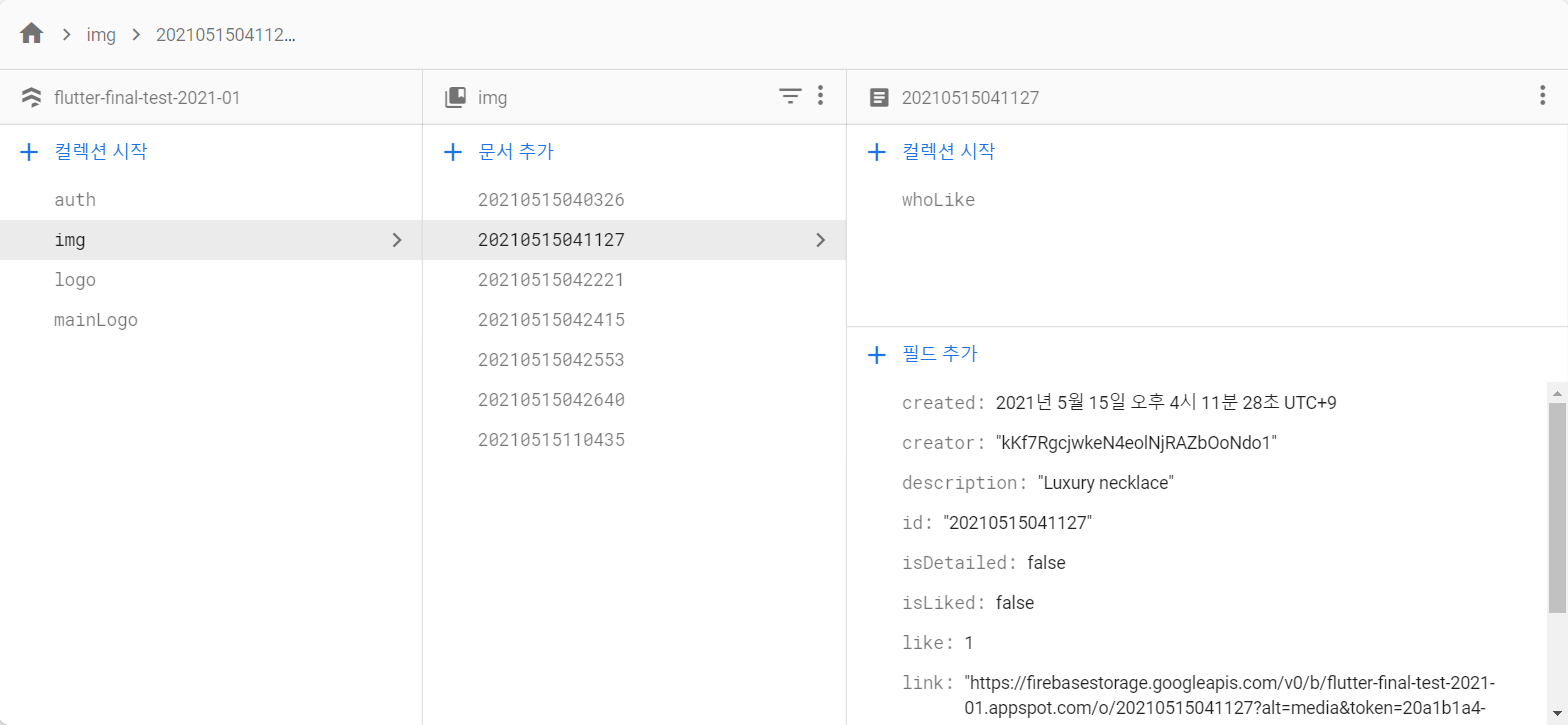 img
2021051504112...
flutter-final-test-2021-01
img
20210515041127
컬렉션 시작
문서 추가
컬렉션 시작
auth
img
logo
mainLogo
20210515040326
20210515041127
20210515042221
20210515042415
20210515042553
20210515042640
20210515110435
whoLike
필드 추가
created: 2021년 5월 15일 오후 4시 11분 28초 UTC+9
creator: "kKf7RgcjwkeN4eolNjRAZbOoNdo1"
description: "Luxury necklace"
id: "20210515041127"
isDetailed: false
isLiked: false
like: 1
link: "https://firebasestorage.googleapis.com/v0/b/flutter-final-test-2021-
01.appspot.com/o/20210515041127?alt=media&token=20a1b1a4-